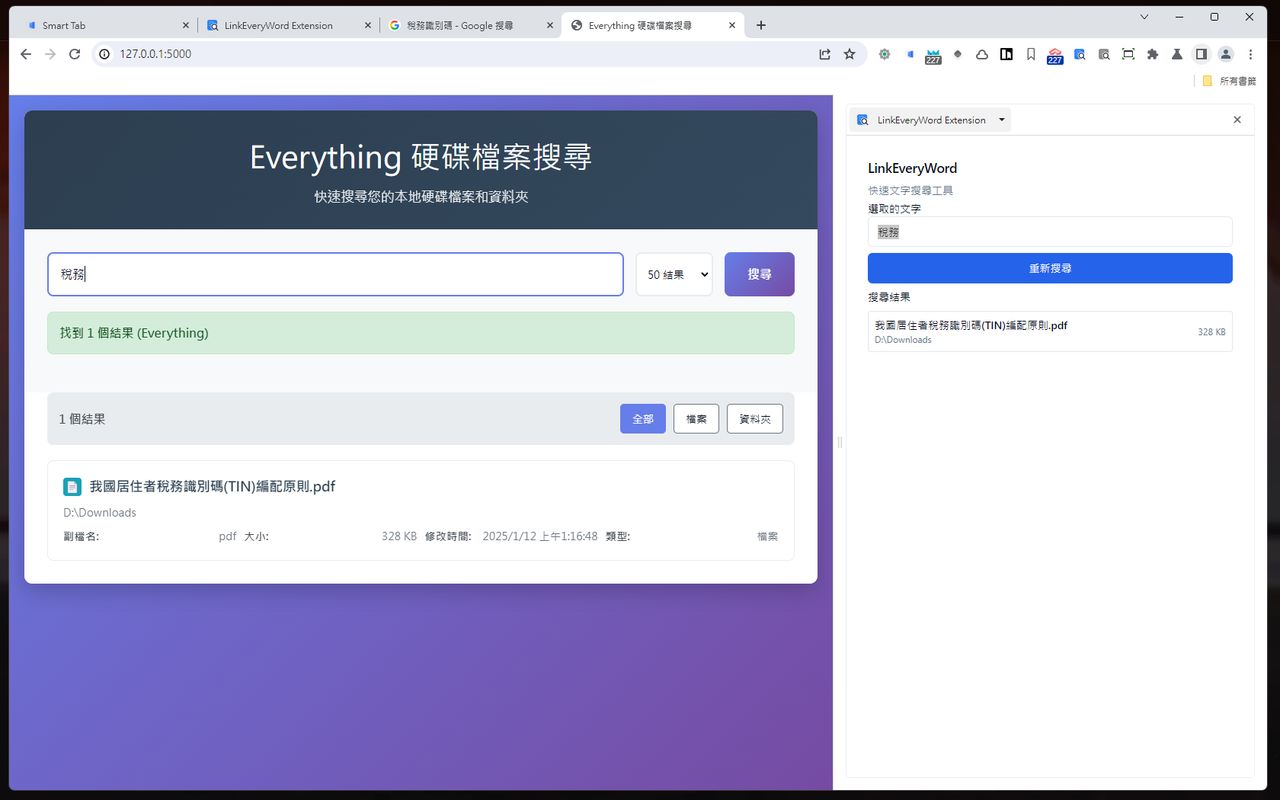 Smart Tab
LinkEveryWord Extension
稅務識別碼 - Google 搜尋
Everything 硬碟檔案搜尋
127.0.0.1:5000
227
227
所有書籤
Everything 硬碟檔案搜尋
快速搜尋您的本地硬碟檔案和資料夾
稅務
50 結果
搜尋
找到 1 個結果 (Everything)
1 個結果
全部
檔案
資料夾
我國居住者稅務識別碼(TIN)編配原則.pdf
D:\Downloads
副檔名: pdf 大小: 328 KB 修改時間: 2025/1/12 上午1:16:48 類型: 檔案
LinkEveryWord Extension
LinkEveryWord
快速文字搜尋工具
選取的文字
稅務
重新搜尋
搜尋結果
我國居住者稅務識別碼(TIN)編配原則.pdf
328 KB
D:\Downloads